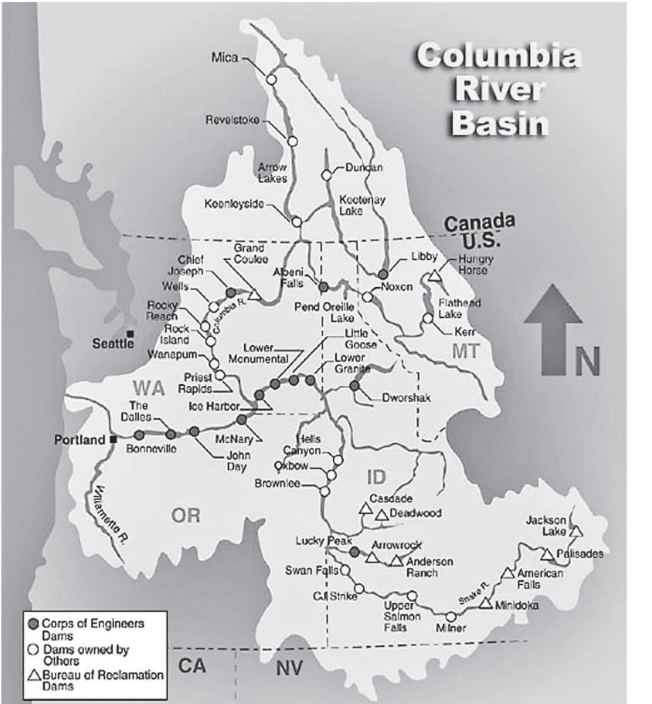 Columbia
River
Basin
Mica
Revelstoke
Arrow
Lakes
Duncan
Kootenay
Lake
Keenleyside
Canada
U.S.
Grand
Coulee
Chief
Joseph
Albeni
Falls
Libby
Hungry
Horse
Wells
Noxon
Columbia R.
Pend Oreille
Lake
Flathead
Lake
Rocky
Reach
Rock
Island
Kerr
Seattle
Wanapum
Lower
Monumental
Little
Goose
Lower
Granite
MT
N
Priest
Rapids
WA
Ice Harbor
Dworshak
The
Dalles
Portland
Bonneville
McNary
John
Day
Hells
Canyon
Oxbow
Brownlee
ID
Cascade
Deadwood
Willamette R.
OR
Jackson
Lake
Lucky Peak
Arrowrock
Palisades
Anderson
Ranch
Swan Falls
American
Falls
CJ Strike
Snake R.
Upper
Salmon
Falls
Minidoka
Milner
Corps of Engineers
Dams
Dams owned by
Others
Bureau of Reclamation
Dams
CA
NV